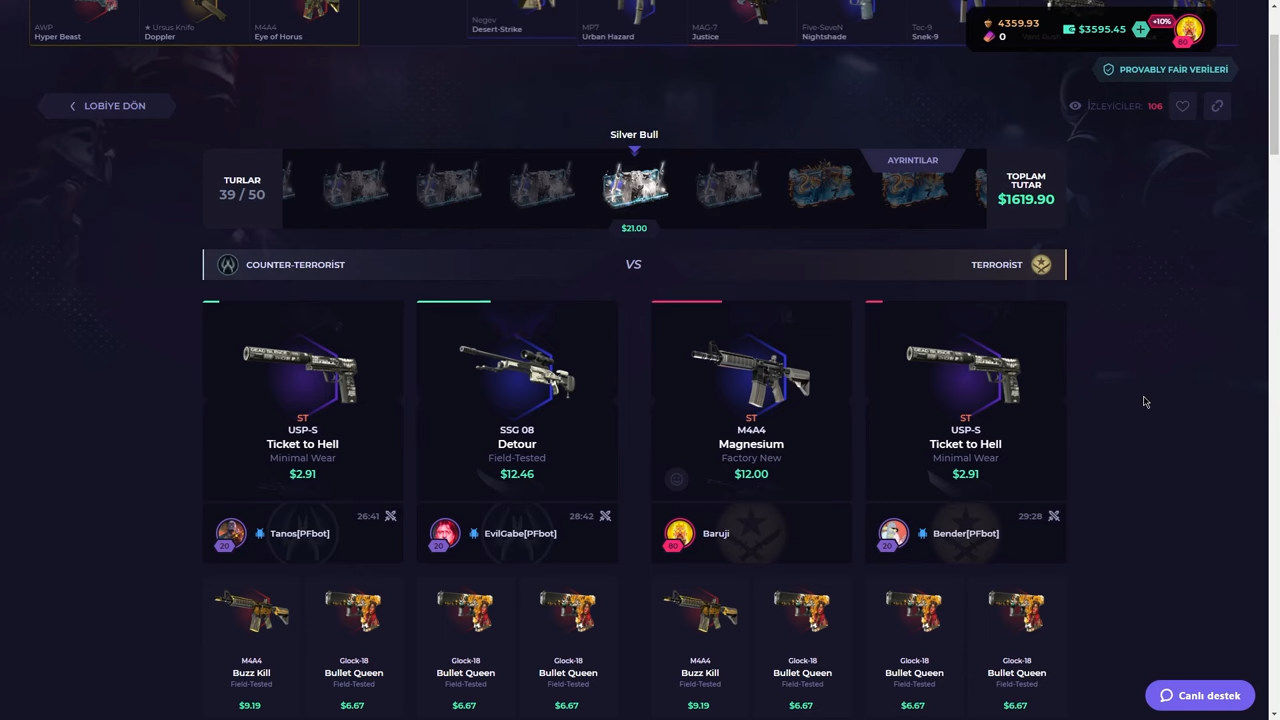 AWP
Hyper Beast
★ Ursus Knife
Doppler
M4A4
Eye of Horus
Negev
Desert-Strike
MP7
Urban Hazard
MAG-7
Justice
Five-SeveN
Nightshade
Tec-9
Snek-9
4359.93
0
$3595.45
+10%
80
PROVABLY FAIR VERİLERİ
LOBİYE DÖN
İZLEYİCİLER: 106
Silver Bull
TURLAR
39 / 50
AYRINTILAR
TOPLAM
TUTAR
$1619.90
$21.00
COUNTER-TERRORİST
VS
TERRORİST
ST
USP-S
Ticket to Hell
Minimal Wear
$2.91
SSG 08
Detour
Field-Tested
$12.46
ST
M4A4
Magnesium
Factory New
$12.00
ST
USP-S
Ticket to Hell
Minimal Wear
$2.91
26:41
20
Tanos[PFbot]
28:42
20
EvilGabe[PFbot]
80
Baruji
29:28
20
Bender[PFbot]
M4A4
Buzz Kill
Field-Tested
$9.19
Glock-18
Bullet Queen
Field-Tested
$6.67
Glock-18
Bullet Queen
Field-Tested
$6.67
Glock-18
Bullet Queen
Field-Tested
$6.67
M4A4
Buzz Kill
Field-Tested
$9.19
Glock-18
Bullet Queen
Field-Tested
$6.67
Glock-18
Bullet Queen
Field-Tested
$6.67
Glock-18
Bullet Queen
Field-Tested
$6.67
Canlı destek